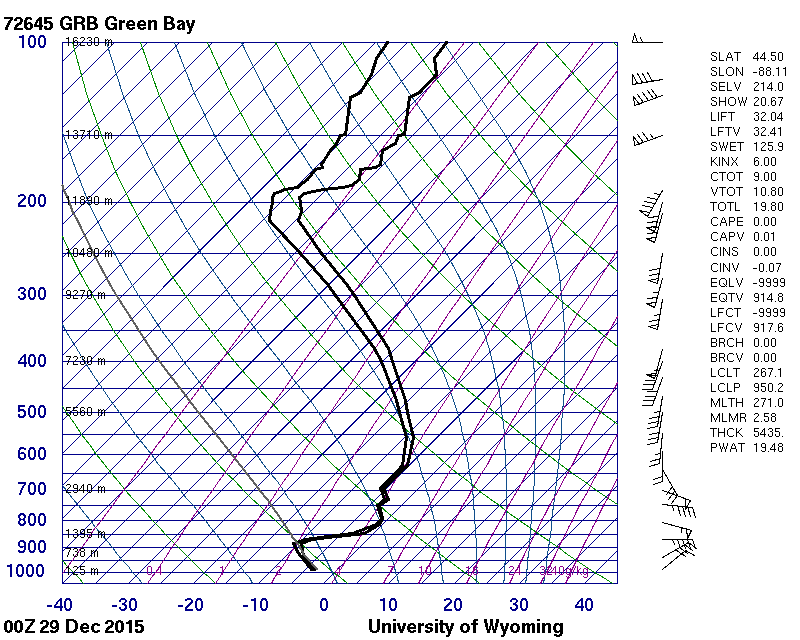 72645 GRB Green Bay
100
16230 m
13710 m
200
11890 m
10480 m
300
9270 m
400
7230 m
500
5560 m
600
700
2940 m
800
1395 m
900
738 m
1000
125 m
0.4 1 2 4 7 10 16 24 32 40g/kg
-40 -30 -20 -10 0 10 20 30 40
00Z 29 Dec 2015 University of Wyoming
SLAT 44.50
SLON -88.11
SELV 214.0
SHOW 20.67
LIFT 32.04
LFTV 32.41
SWET 125.9
KINX 6.00
CTOT 9.00
VTOT 10.80
TOTL 19.80
CAPE 0.00
CAPV 0.01
CINS 0.00
CINV -0.07
EQLV -9999
EQTV 914.8
LFCT -9999
LFCV 917.6
BRCH 0.00
BRCV 0.00
LCLT 267.1
LCLP 950.2
MLTH 271.0
MLMR 2.58
THCK 5435.
PWAT 19.48